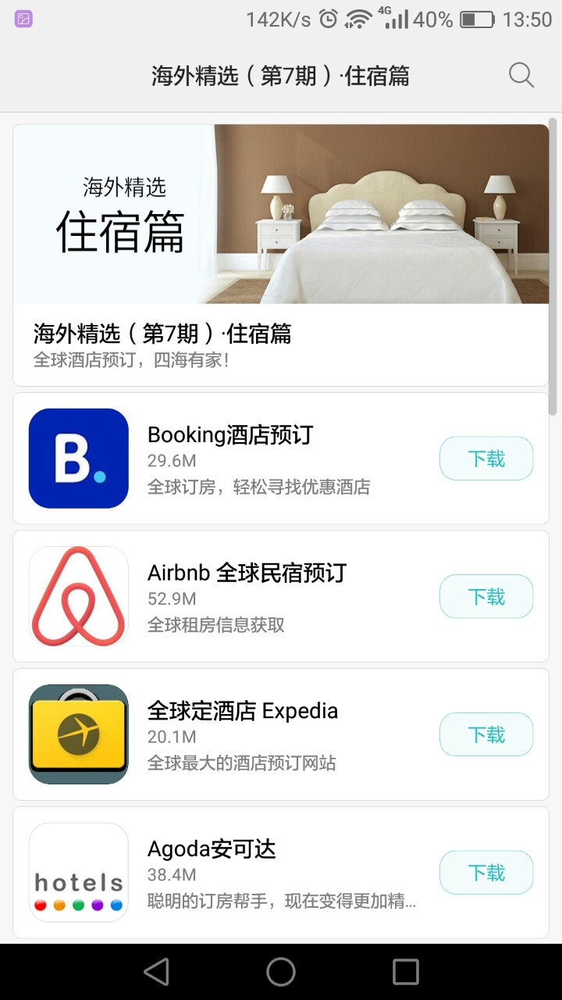 142K/s 4G 40% 13:50
海外精选（第7期）·住宿篇
海外精选
住宿篇
海外精选（第7期）·住宿篇
全球酒店预订，四海有家！
B.
Booking酒店预订
29.6M
全球订房，轻松寻找优惠酒店
下载
Airbnb 全球民宿预订
52.9M
全球租房信息获取
下载
全球定酒店 Expedia
20.1M
全球最大的酒店预订网站
下载
hotels
Agoda安可达
38.4M
聪明的订房帮手，现在变得更加精...
下载